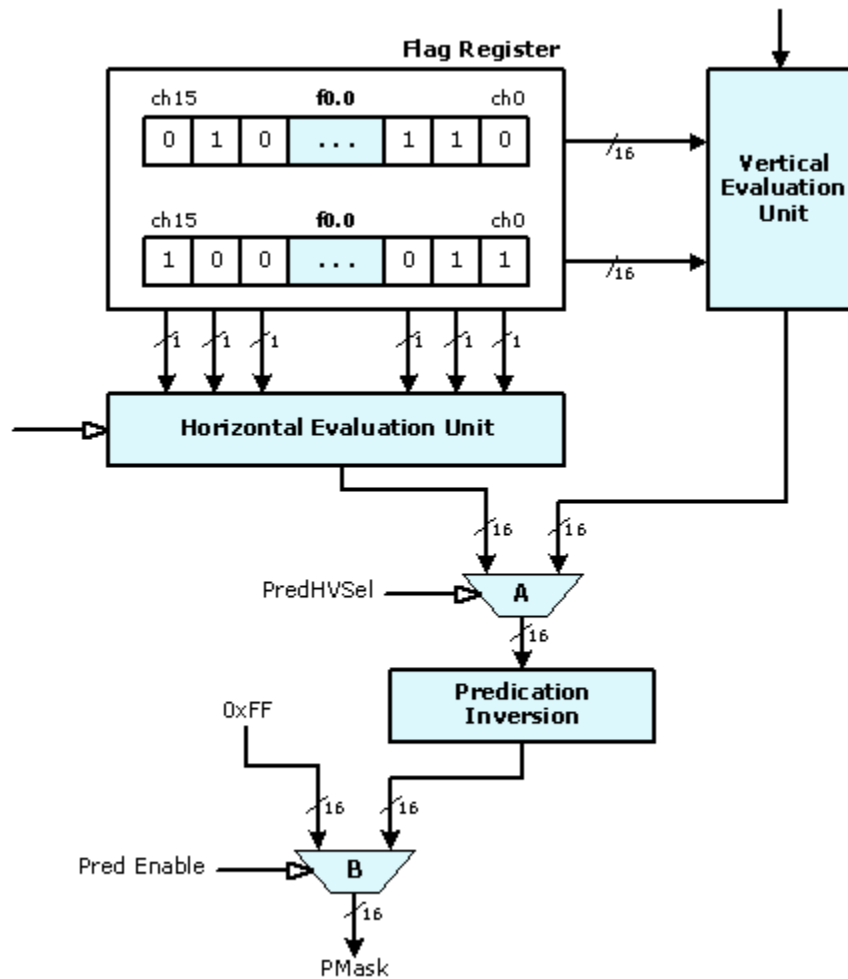 Flag Register
ch15 f0.0 ch0
0 1 0 ... 1 1 0
16
Vertical
Evaluation
Unit
ch15 f0.0 ch0
1 0 0 ... 0 1 1
16
1 1 1 1 1 1
Horizontal Evaluation Unit
16 16
PredHVSel
A
16
Predication
Inversion
0xFF
16 16
Pred Enable
B
16
PMask